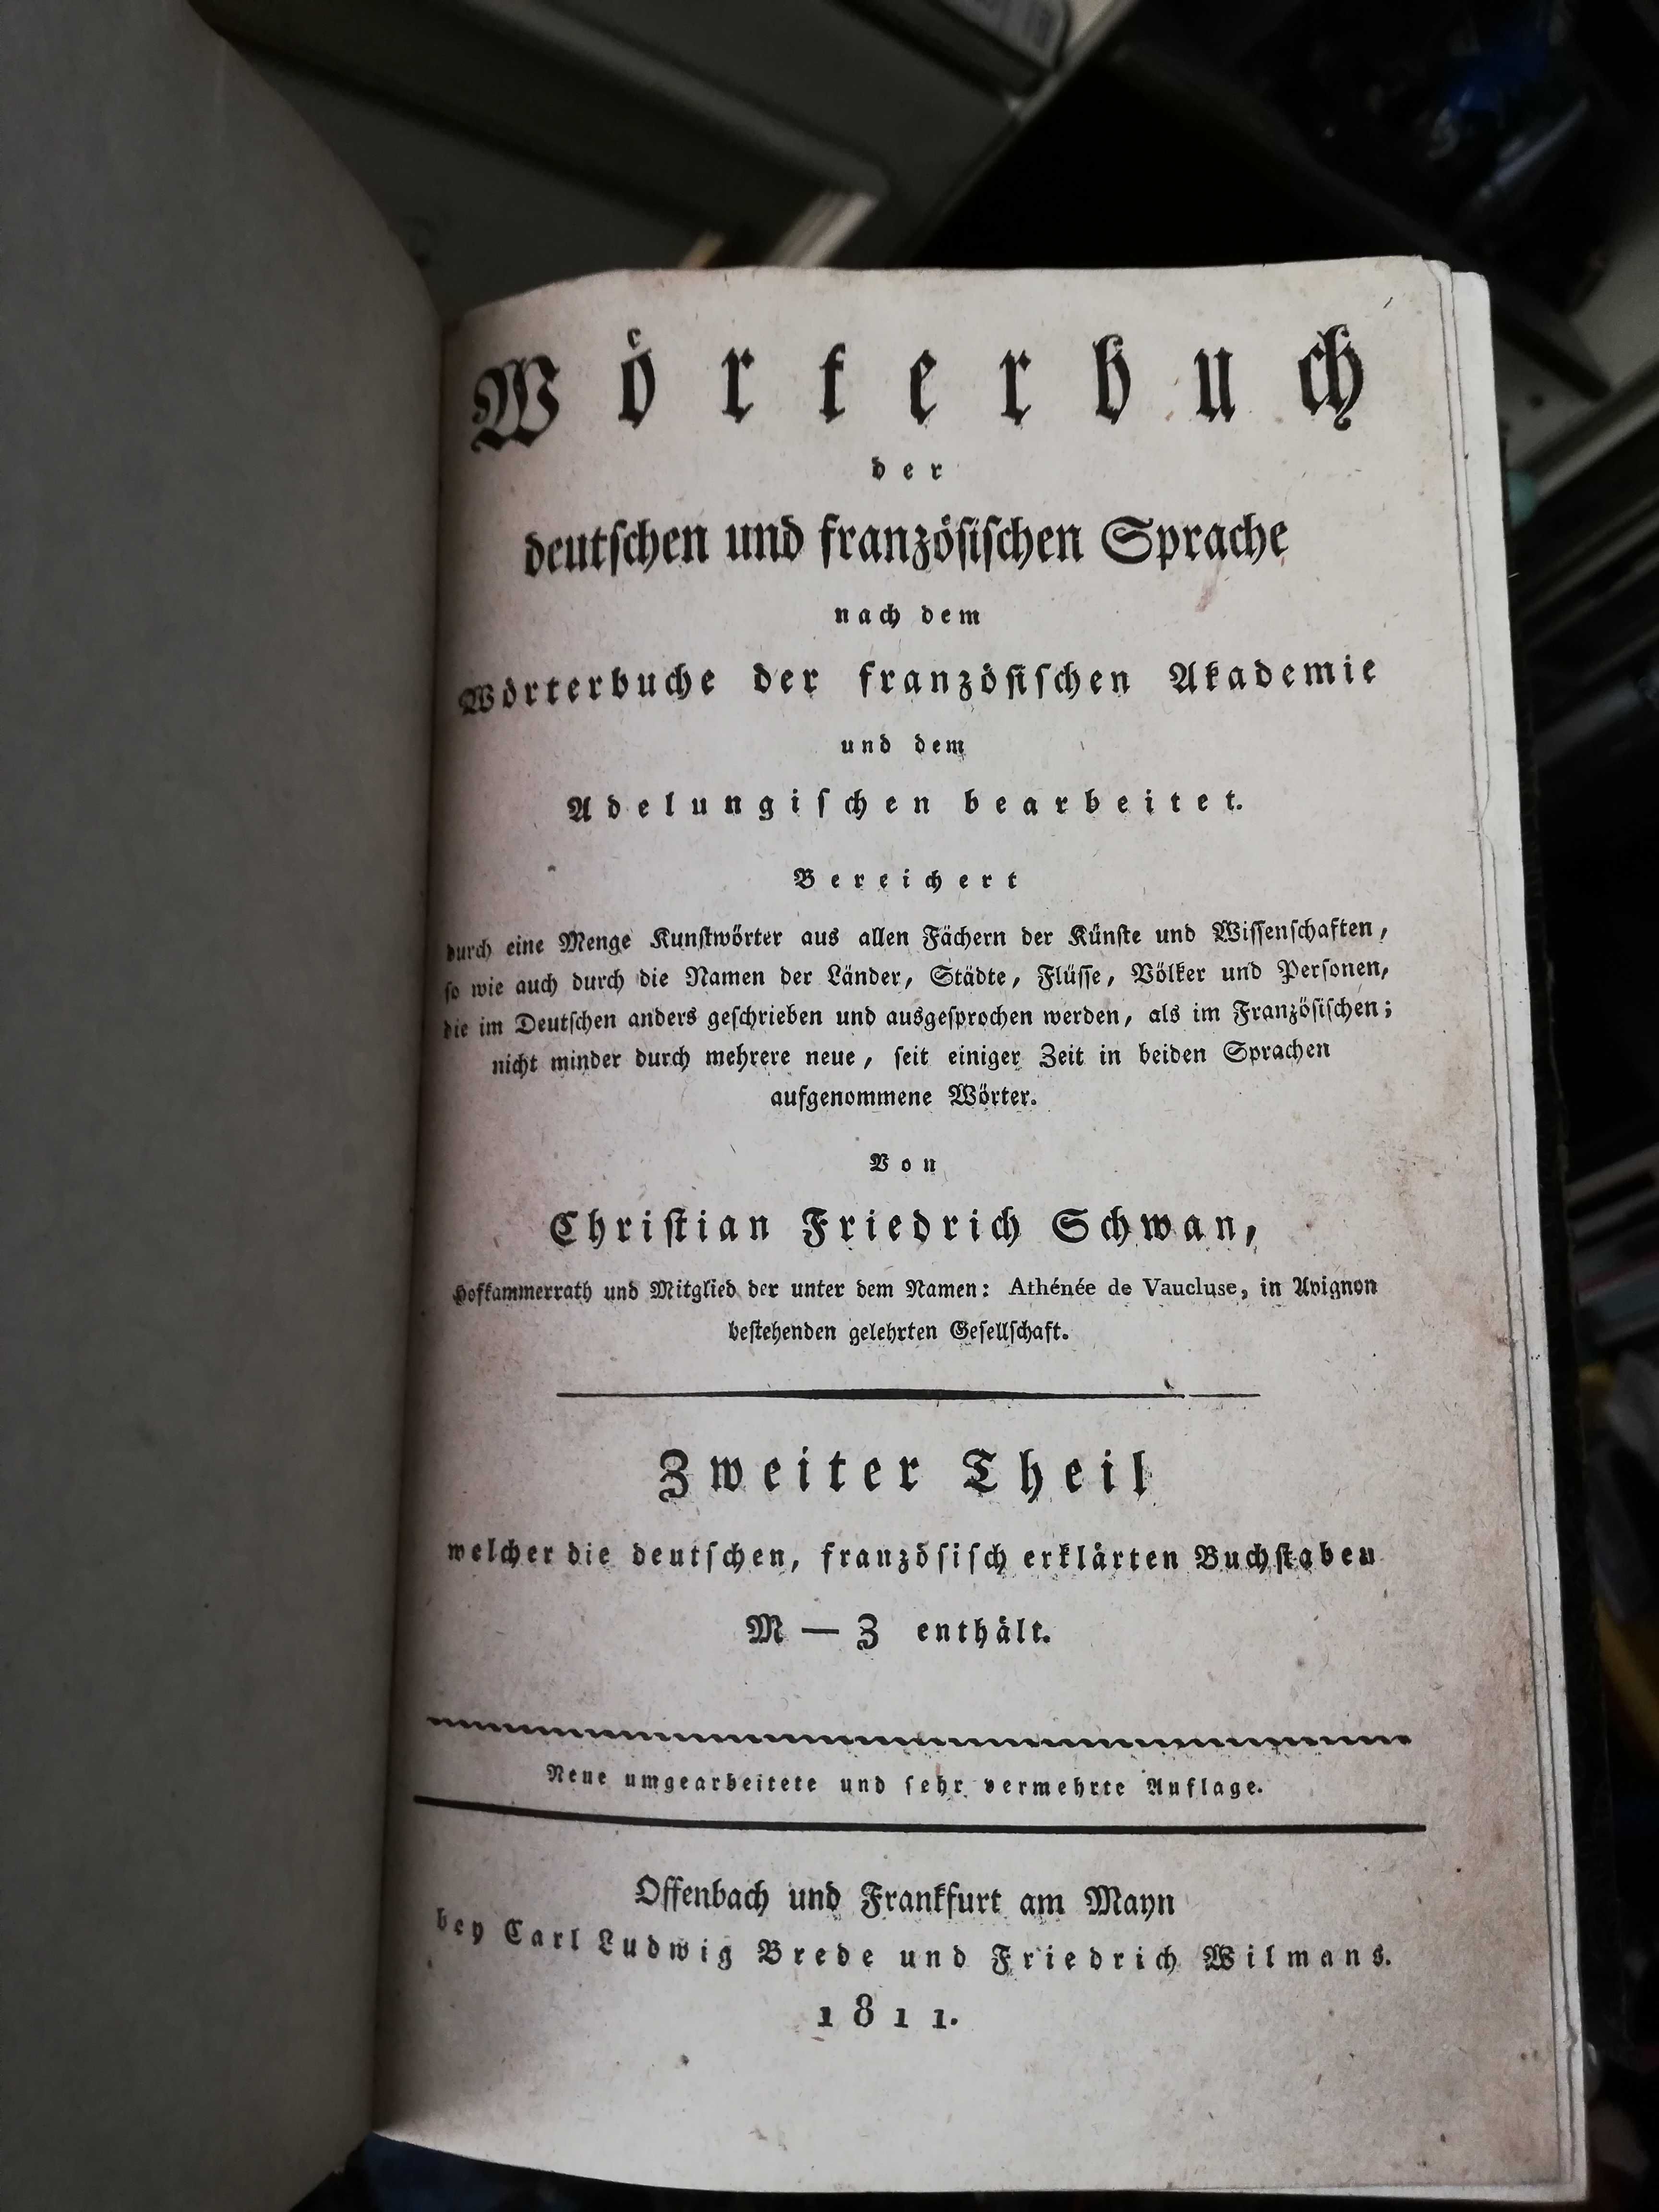 Wörterbuch
der
deutschen und französischen Sprache
nach dem
Wörterbuche der französischen Akademie
und dem
Adelungischen bearbeitet.
Bereichert
durch eine Menge Kunstwörter aus allen Fächern der Künste und Wissenschaften,
so wie auch durch die Namen der Länder, Städte, Flüsse, Völker und Personen,
die im Deutschen anders geschrieben und ausgesprochen werden, als im Französischen;
nicht minder durch mehrere neue, seit einiger Zeit in beiden Sprachen
aufgenommene Wörter.
Von
Christian Friedrich Schwan,
Hofkammerrath und Mitglied der unter dem Namen: Athénée de Vaucluse, in Avignon
bestehenden gelehrten Gesellschaft.
Zweiter Theil
welcher die deutschen, französisch erklärten Buchstaben
M — Z enthält.
Neue umgearbeitete und sehr vermehrte Auflage.
Offenbach und Frankfurt am Mayn
bey Carl Ludwig Brede und Friedrich Wilmans.
1811.